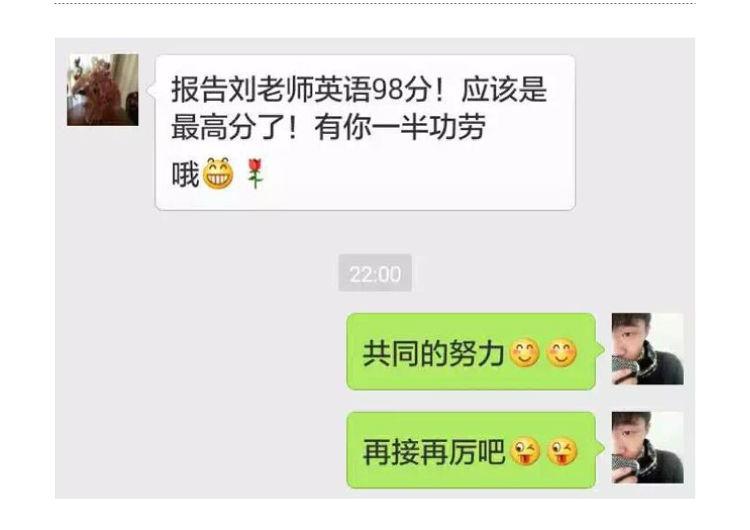 报告刘老师英语98分！应该是
最高分了！有你一半功劳
哦😁🌹
22:00
共同的努力😊😊
再接再厉吧😜😜